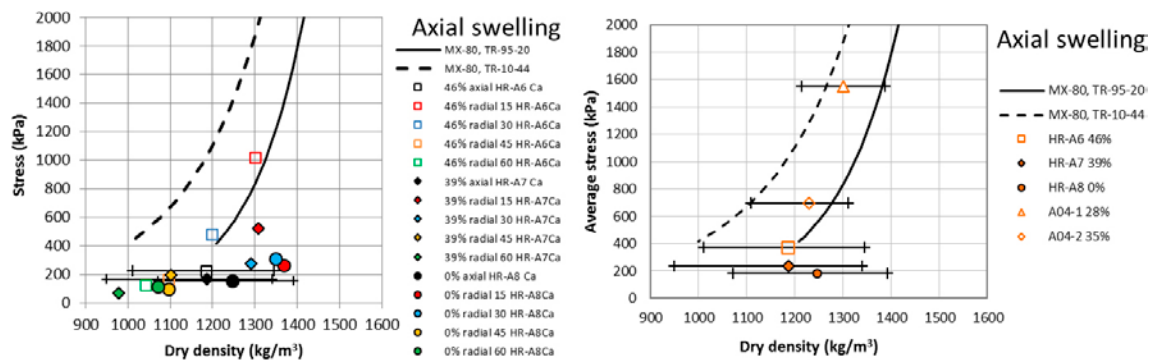 Axial swelling
MX-80, TR-95-20
MX-80, TR-10-44
46% axial HR-A6 Ca
46% radial 15 HR-A6Ca
46% radial 30 HR-A6Ca
46% radial 45 HR-A6Ca
46% radial 60 HR-A6Ca
39% axial HR-A7 Ca
39% radial 15 HR-A7Ca
39% radial 30 HR-A7Ca
39% radial 45 HR-A7Ca
39% radial 60 HR-A7Ca
0% axial HR-A8 Ca
0% radial 15 HR-A8Ca
0% radial 30 HR-A8Ca
0% radial 45 HR-A8Ca
0% radial 60 HR-A8Ca
Stress (kPa)
2000
1800
1600
1400
1200
1000
800
600
400
200
0
900 1000 1100 1200 1300 1400 1500 1600
Dry density (kg/m³)
Axial swelling
MX-80, TR-95-20
MX-80, TR-10-44
HR-A6 46%
HR-A7 39%
HR-A8 0%
A04-1 28%
A04-2 35%
Average stress (kPa)
2000
1800
1600
1400
1200
1000
800
600
400
200
0
900 1000 1100 1200 1300 1400 1500 1600
Dry density (kg/m³)